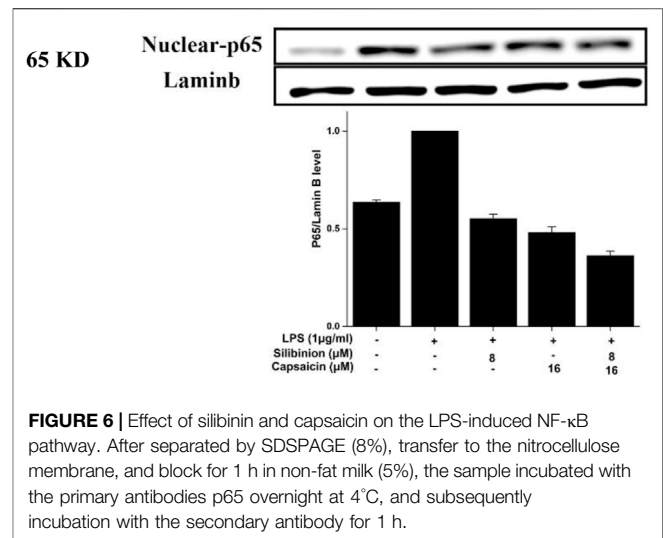 Nuclear-p65
65 KD
Laminb
P65/Lamin B level
1.0
0.5
0.0
LPS (1μg/ml) - + + + +
Silibinion (μM) - - 8 - 8
Capsaicin (μM) - - - 16 16
FIGURE 6 | Effect of silibinin and capsaicin on the LPS-induced NF-κB
pathway. After separated by SDSPAGE (8%), transfer to the nitrocellulose
membrane, and block for 1 h in non-fat milk (5%), the sample incubated with
the primary antibodies p65 overnight at 4°C, and subsequently
incubation with the secondary antibody for 1 h.